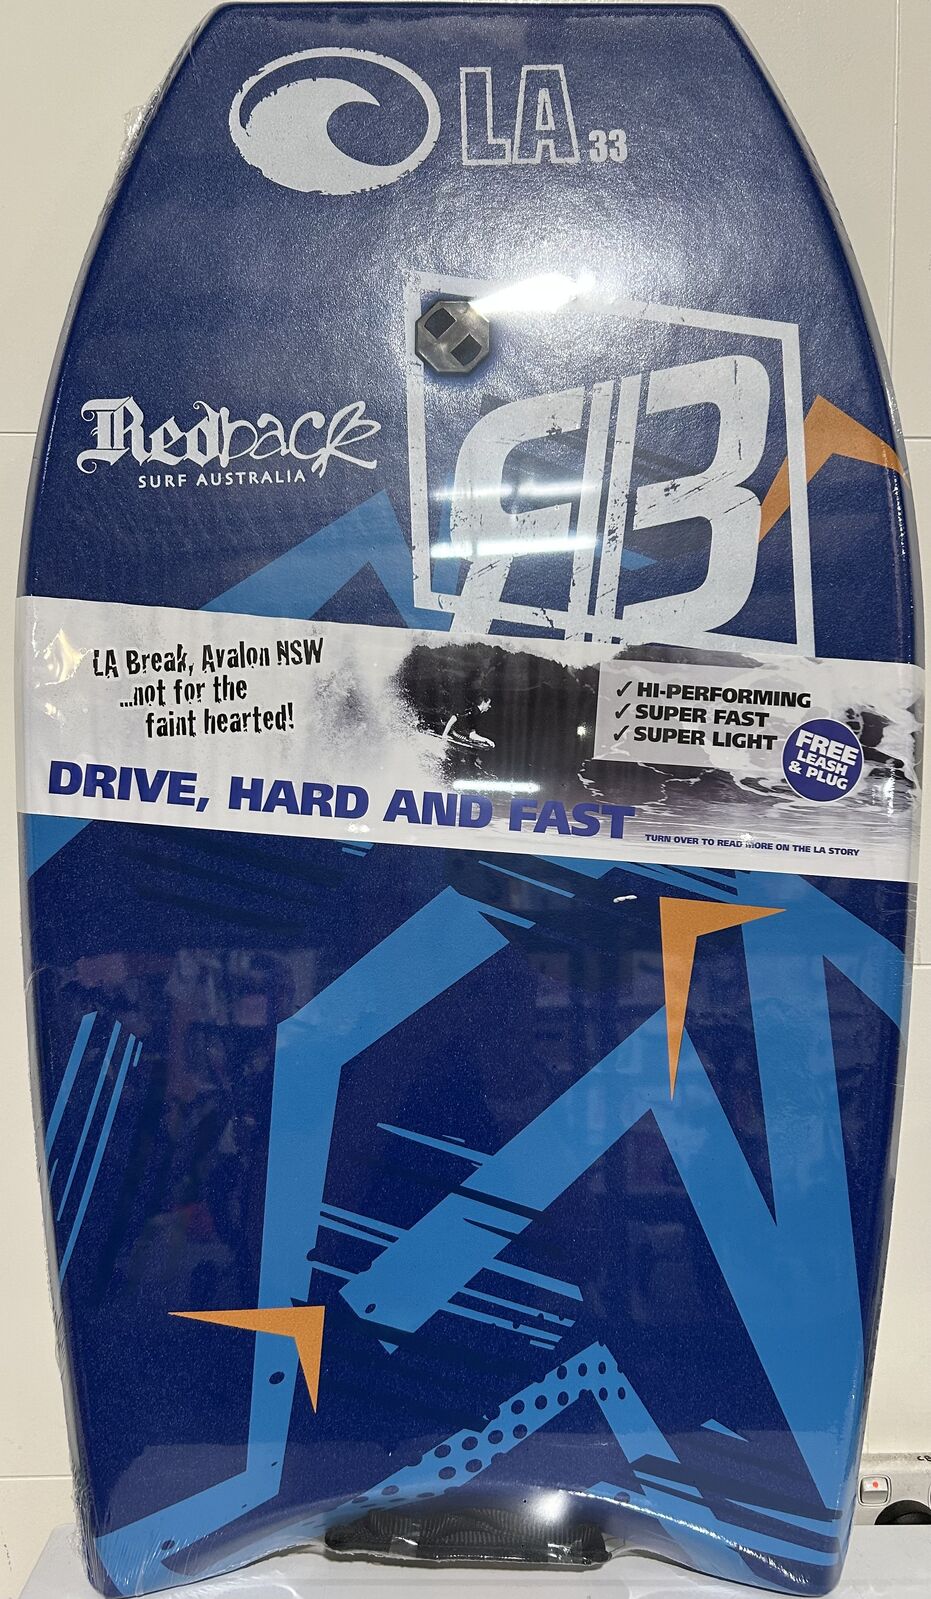 LA 33
RB
Redback
SURF AUSTRALIA
LA Break, Avalon NSW
...not for the
faint hearted!
✓ HI-PERFORMING
✓ SUPER FAST
✓ SUPER LIGHT
FREE
LEASH
& PLUG
DRIVE, HARD AND FAST
TURN OVER TO READ MORE ON THE LA STORY